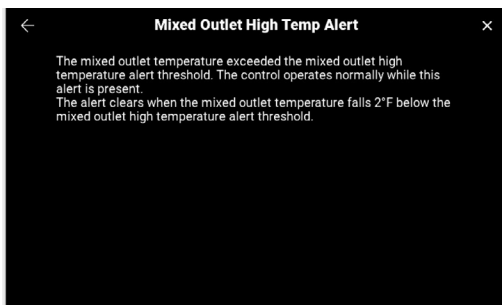 Mixed Outlet High Temp Alert
The mixed outlet temperature exceeded the mixed outlet high
temperature alert threshold. The control operates normally while this
alert is present.
The alert clears when the mixed outlet temperature falls 2°F below the
mixed outlet high temperature alert threshold.